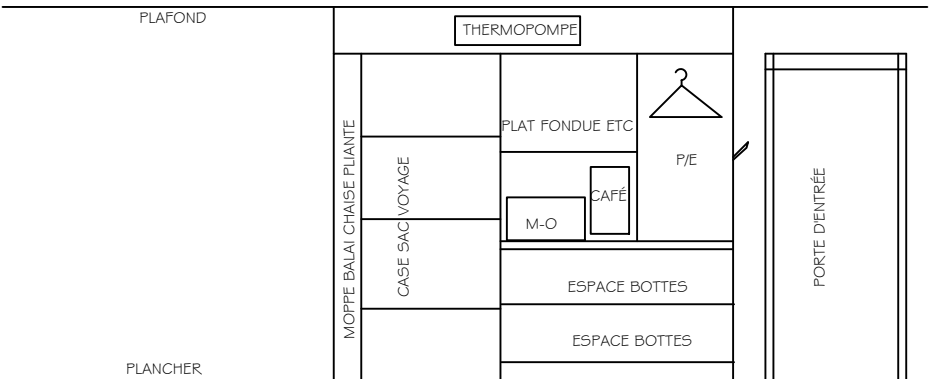 PLAFOND
THERMOPOMPE
PLAT FONDUE ETC
P/E
CAFÉ
M-O
MOPPE BALAI CHAISE PLIANTE
CASE SAC VOYAGE
PORTE D'ENTRÉE
ESPACE BOTTES
ESPACE BOTTES
PLANCHER